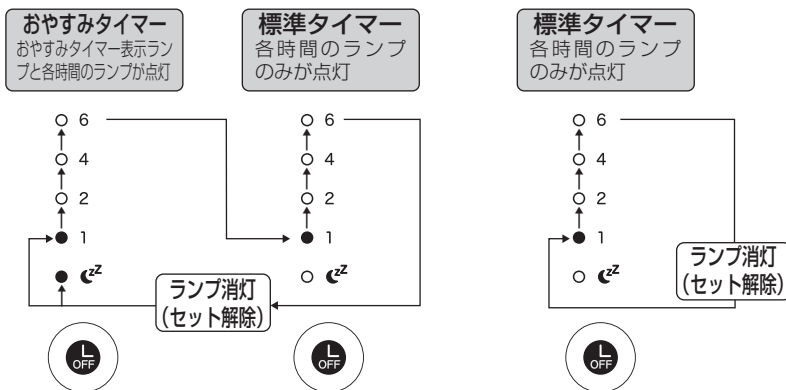 おやすみタイマー
おやすみタイマー表示ラン
プと各時間のランプが点灯
標準タイマー
各時間のランプ
のみが点灯
標準タイマー
各時間のランプ
のみが点灯
6
4
2
1
zZ
6
4
2
1
zZ
6
4
2
1
zZ
ランプ消灯
(セット解除)
ランプ消灯
(セット解除)
OFF
OFF
OFF